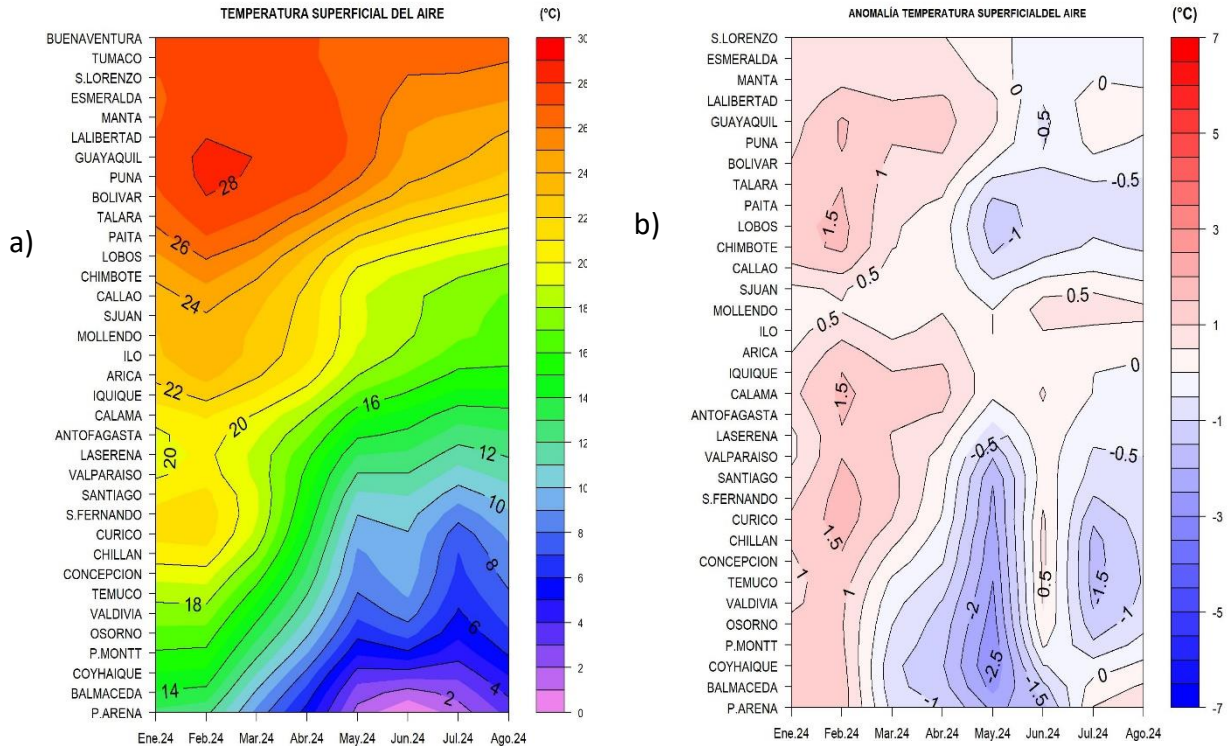 TEMPERATURA SUPERFICIAL DEL AIRE
(°C)
a)
BUENAVENTURA
TUMACO
S.LORENZO
ESMERALDA
MANTA
LALIBERTAD
GUAYAQUIL
PUNA
BOLIVAR
TALARA
PAITA
LOBOS
CHIMBOTE
CALLAO
SJUAN
MOLLENDO
ILO
ARICA
IQUIQUE
CALAMA
ANTOFAGASTA
LASERENA
VALPARAISO
SANTIAGO
S.FERNANDO
CURICO
CHILLAN
CONCEPCION
TEMUCO
VALDIVIA
OSORNO
P.MONTT
COYHAIQUE
BALMACEDA
P.ARENA
28
26
24
22
20
20
18
16
14
12
10
8
6
4
2
Ene.24 Feb.24 Mar.24 Abr.24 May.24 Jun.24 Jul.24 Ago.24
30
28
26
24
22
20
18
16
14
12
10
8
6
4
2
0
ANOMALÍA TEMPERATURA SUPERFICIALDEL AIRE
(°C)
b)
S.LORENZO
ESMERALDA
MANTA
LALIBERTAD
GUAYAQUIL
PUNA
BOLIVAR
TALARA
PAITA
LOBOS
CHIMBOTE
CALLAO
SJUAN
MOLLENDO
ILO
ARICA
IQUIQUE
CALAMA
ANTOFAGASTA
LASERENA
VALPARAISO
SANTIAGO
S.FERNANDO
CURICO
CHILLAN
CONCEPCION
TEMUCO
VALDIVIA
OSORNO
P.MONTT
COYHAIQUE
BALMACEDA
P.ARENA
0
0
-0.5
1
-0.5
1.5
-1
0.5
0.5
0.5
0
1.5
-0.5
-0.5
1.5
1
1
0.5
-1.5
-2
-1
-2.5
-1
-1.5
0
Ene.24 Feb.24 Mar.24 Abr.24 May.24 Jun.24 Jul.24 Ago.24
7
5
3
1
-1
-3
-5
-7